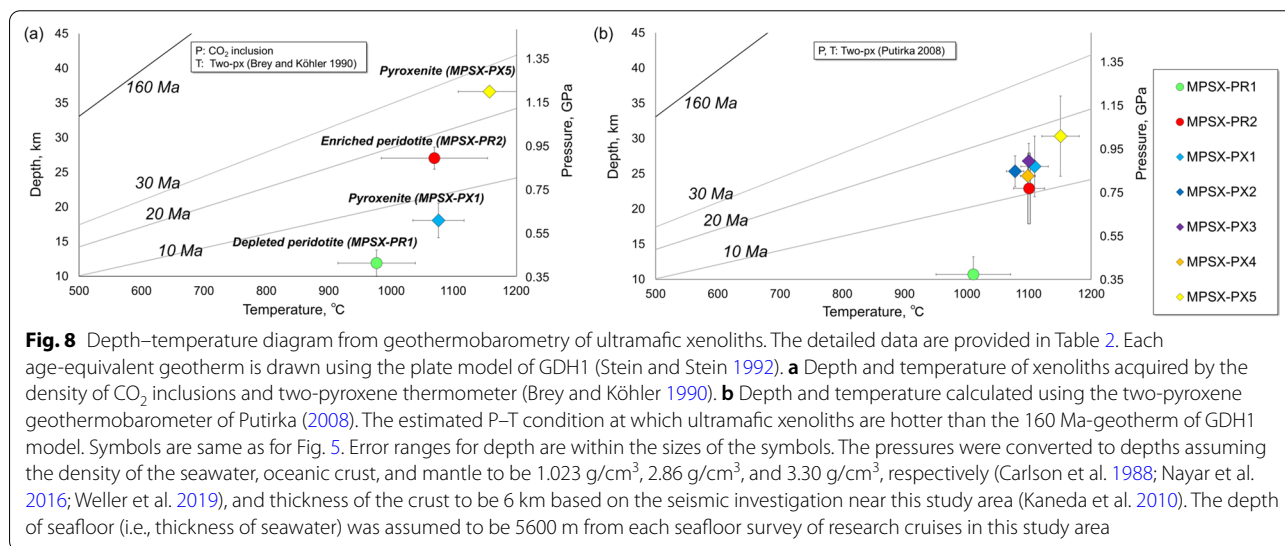 (a)
P: CO2 inclusion
T: Two-px (Brey and Köhler 1990)
Depth, km
45
40
35
30
25
20
15
10
160 Ma
30 Ma
20 Ma
10 Ma
Pyroxenite (MPSX-PX5)
Enriched peridotite (MPSX-PR2)
Pyroxenite (MPSX-PX1)
Depleted peridotite (MPSX-PR1)
1.35
1.15
0.95
0.75
0.55
0.35
Pressure, GPa
500 600 700 800 900 1000 1100 1200
Temperature, °C
(b)
P, T: Two-px (Putirka 2008)
Depth, km
45
40
35
30
25
20
15
10
160 Ma
30 Ma
20 Ma
10 Ma
1.35
1.15
0.95
0.75
0.55
0.35
Pressure, GPa
500 600 700 800 900 1000 1100 1200
Temperature, °C
MPSX-PR1
MPSX-PR2
MPSX-PX1
MPSX-PX2
MPSX-PX3
MPSX-PX4
MPSX-PX5
Fig. 8 Depth–temperature diagram from geothermobarometry of ultramafic xenoliths. The detailed data are provided in Table 2. Each
age-equivalent geotherm is drawn using the plate model of GDH1 (Stein and Stein 1992). a Depth and temperature of xenoliths acquired by the
density of CO2 inclusions and two-pyroxene thermometer (Brey and Köhler 1990). b Depth and temperature calculated using the two-pyroxene
geothermobarometer of Putirka (2008). The estimated P–T condition at which ultramafic xenoliths are hotter than the 160 Ma-geotherm of GDH1
model. Symbols are same as for Fig. 5. Error ranges for depth are within the sizes of the symbols. The pressures were converted to depths assuming
the density of the seawater, oceanic crust, and mantle to be 1.023 g/cm3, 2.86 g/cm3, and 3.30 g/cm3, respectively (Carlson et al. 1988; Nayar et al.
2016; Weller et al. 2019), and thickness of the crust to be 6 km based on the seismic investigation near this study area (Kaneda et al. 2010). The depth
of seafloor (i.e., thickness of seawater) was assumed to be 5600 m from each seafloor survey of research cruises in this study area